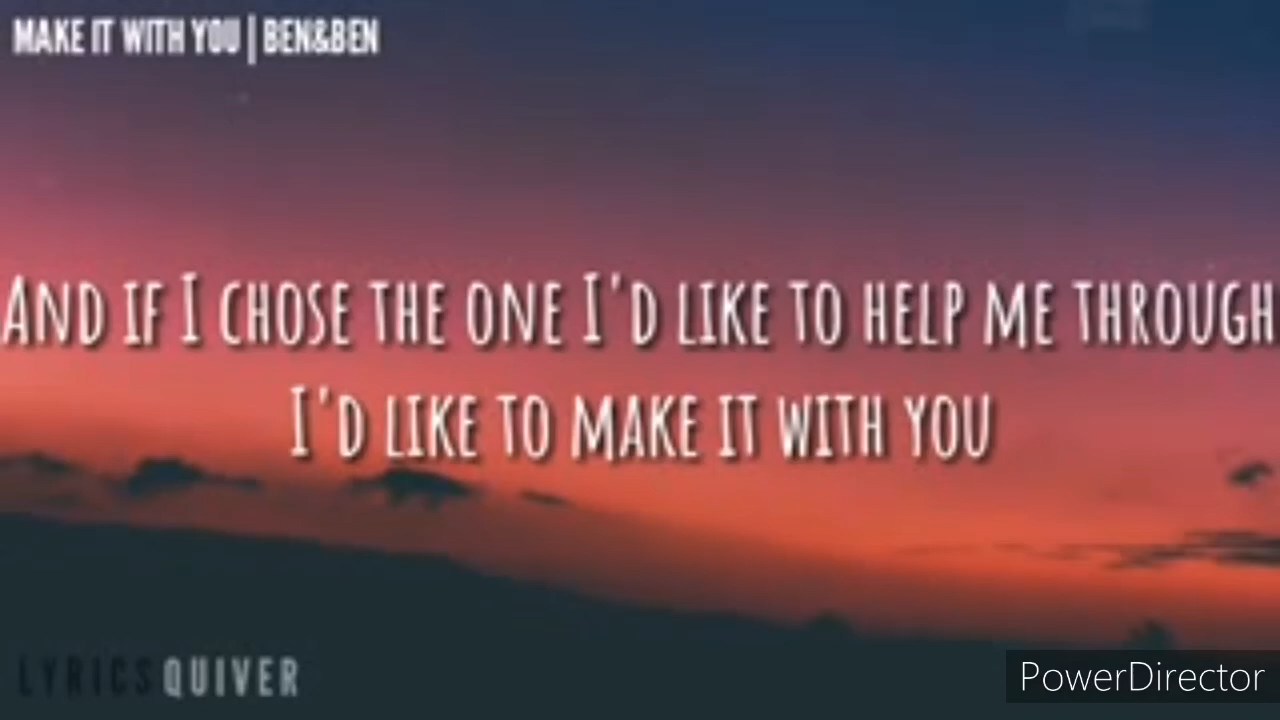 MAKE IT WITH YOU | BEN&BEN
AND IF I CHOSE THE ONE I'D LIKE TO HELP ME THROUGH
I'D LIKE TO MAKE IT WITH YOU
LYRICSQUIVER
PowerDirector